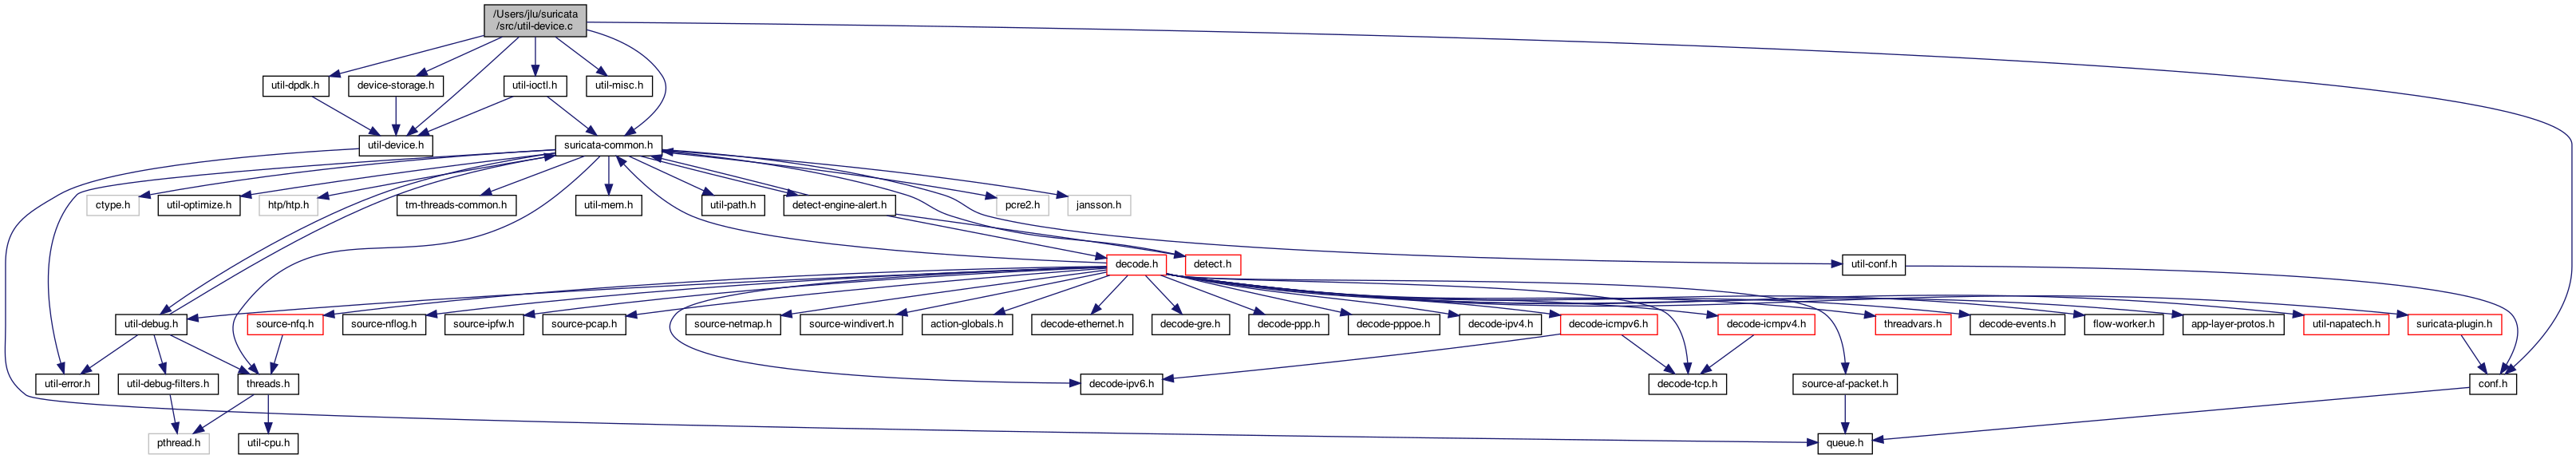 /Users/jlu/suricata
/src/util-device.c
util-dpdk.h
device-storage.h
util-ioctl.h
util-misc.h
util-device.h
suricata-common.h
ctype.h
util-optimize.h
htp/htp.h
tm-threads-common.h
util-mem.h
util-path.h
detect-engine-alert.h
pcre2.h
jansson.h
decode.h
detect.h
util-conf.h
util-debug.h
source-nfq.h
source-nflog.h
source-ipfw.h
source-pcap.h
source-netmap.h
source-windivert.h
action-globals.h
decode-ethernet.h
decode-gre.h
decode-ppp.h
decode-pppoe.h
decode-ipv4.h
decode-icmpv6.h
decode-icmpv4.h
threadvars.h
decode-events.h
flow-worker.h
app-layer-protos.h
util-napatech.h
suricata-plugin.h
util-error.h
util-debug-filters.h
threads.h
decode-ipv6.h
decode-tcp.h
source-af-packet.h
conf.h
pthread.h
util-cpu.h
queue.h